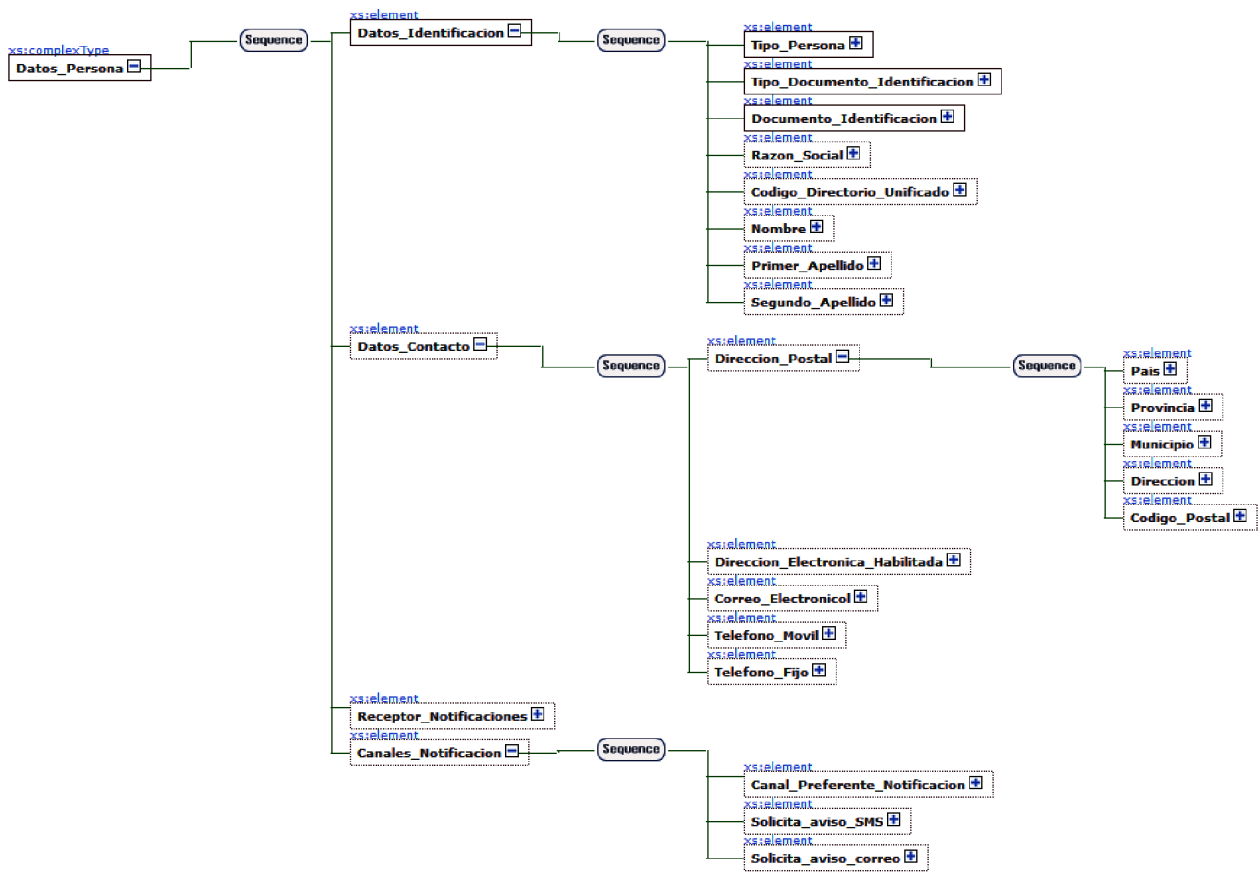 xs:complexType
Datos_Persona
Sequence
xs:element
Datos_Identificacion
Sequence
xs:element
Tipo_Persona
xs:element
Tipo_Documento_Identificacion
xs:element
Documento_Identificacion
xs:element
Razon_Social
xs:element
Codigo_Directorio_Unificado
xs:element
Nombre
xs:element
Primer_Apellido
xs:element
Segundo_Apellido
xs:element
Datos_Contacto
Sequence
xs:element
Direccion_Postal
Sequence
xs:element
Pais
xs:element
Provincia
xs:element
Municipio
xs:element
Direccion
xs:element
Codigo_Postal
xs:element
Direccion_Electronica_Habilitada
xs:element
Correo_Electronicol
xs:element
Telefono_Movil
xs:element
Telefono_Fijo
xs:element
Receptor_Notificaciones
xs:element
Canales_Notificacion
Sequence
xs:element
Canal_Preferente_Notificacion
xs:element
Solicita_aviso_SMS
xs:element
Solicita_aviso_correo